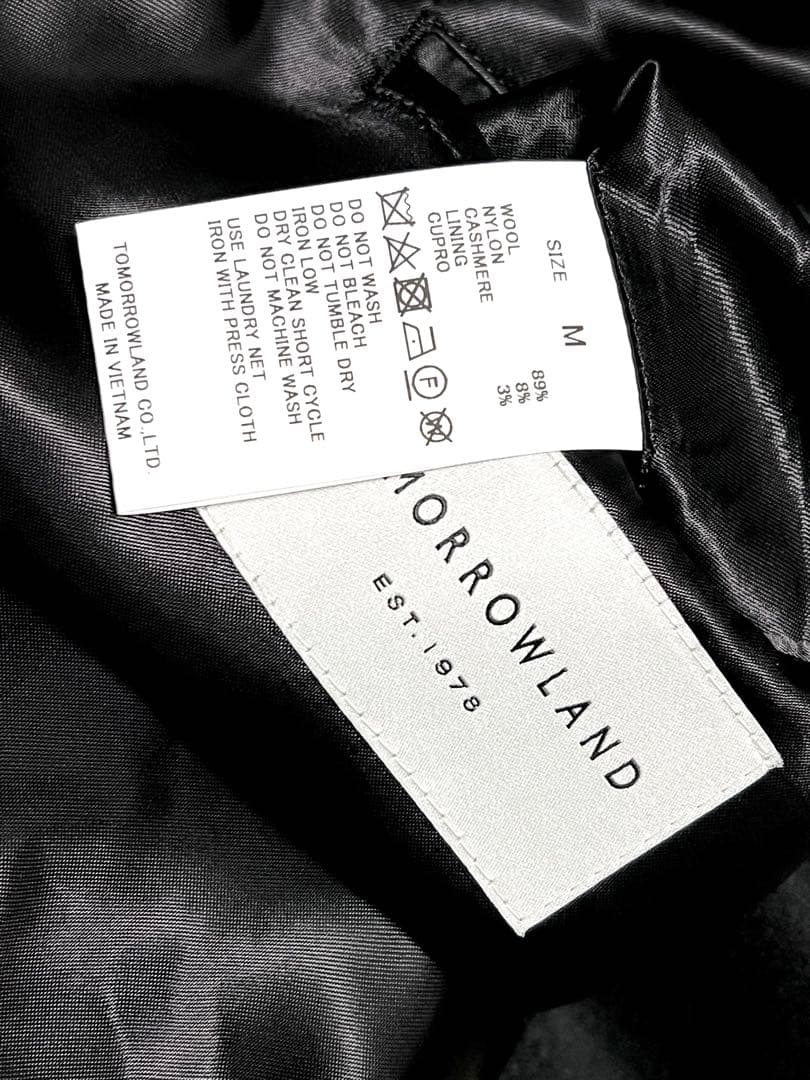 SIZE M
WOOL 89%
NYLON 8%
CASHMERE 3%
LINING
CUPRO
F
W
DO NOT WASH
DO NOT BLEACH
DO NOT TUMBLE DRY
IRON LOW
DRY CLEAN SHORT CYCLE
DO NOT MACHINE WASH
USE LAUNDRY NET
IRON WITH PRESS CLOTH
TOMORROWLAND CO.,LTD.
MADE IN VIETNAM
MORROWLAND
EST. 1978